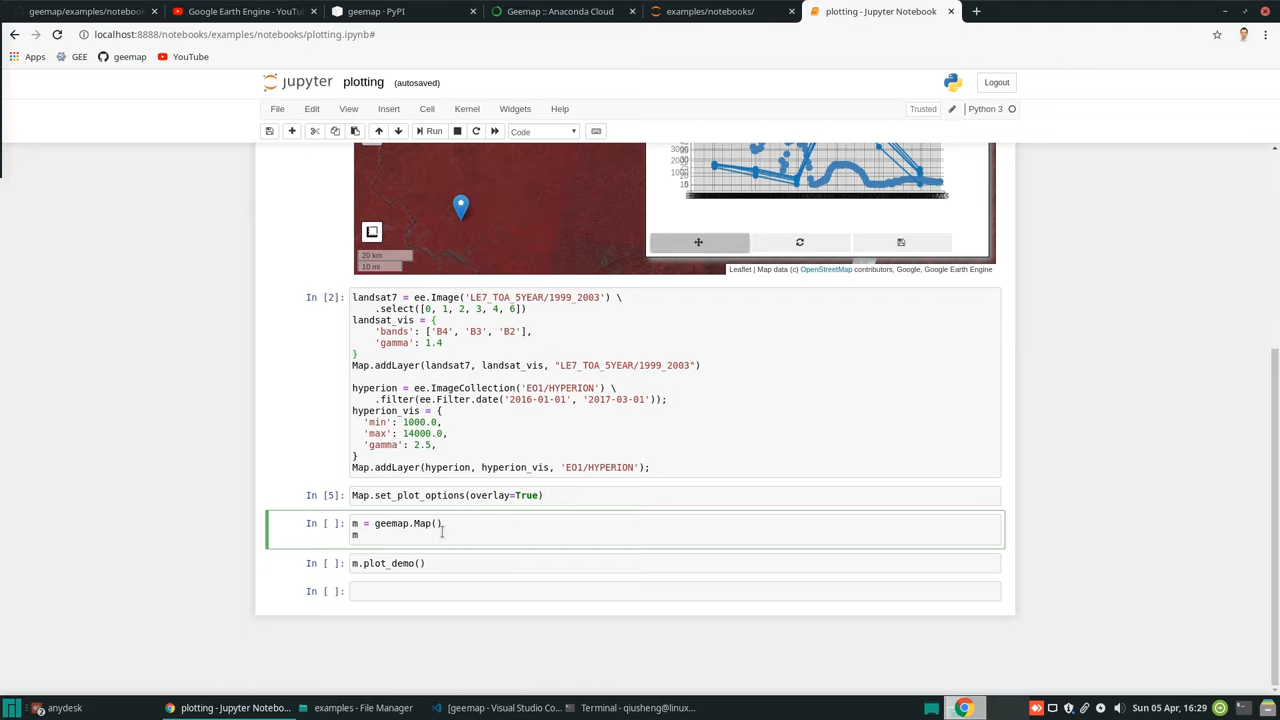 geemap/examples/notebook
Google Earth Engine - YouTu
geemap · PyPI
Geemap :: Anaconda Cloud
examples/notebooks/
plotting - Jupyter Notebook
localhost:8888/notebooks/examples/notebooks/plotting.ipynb#
Apps
GEE
geemap
YouTube
jupyter plotting (autosaved)
Logout
File Edit View Insert Cell Kernel Widgets Help
Trusted
Python 3
Run
Code
20 km
10 mi
Leaflet | Map data (c) OpenStreetMap contributors, Google, Google Earth Engine
In [2]: landsat7 = ee.Image('LE7_TOA_5YEAR/1999_2003') \
.select([0, 1, 2, 3, 4, 6])
landsat_vis = {
'bands': ['B4', 'B3', 'B2'],
'gamma': 1.4
}
Map.addLayer(landsat7, landsat_vis, "LE7_TOA_5YEAR/1999_2003")
hyperion = ee.ImageCollection('EO1/HYPERION') \
.filter(ee.Filter.date('2016-01-01', '2017-03-01'));
hyperion_vis = {
'min': 1000.0,
'max': 14000.0,
'gamma': 2.5,
}
Map.addLayer(hyperion, hyperion_vis, 'EO1/HYPERION');
In [5]: Map.set_plot_options(overlay=True)
In [ ]: m = geemap.Map()
m
In [ ]: m.plot_demo()
In [ ]:
anydesk
plotting - Jupyter Notebo...
examples - File Manager
[geemap - Visual Studio Co...
Terminal - qiusheng@linux...
Sun 05 Apr, 16:29